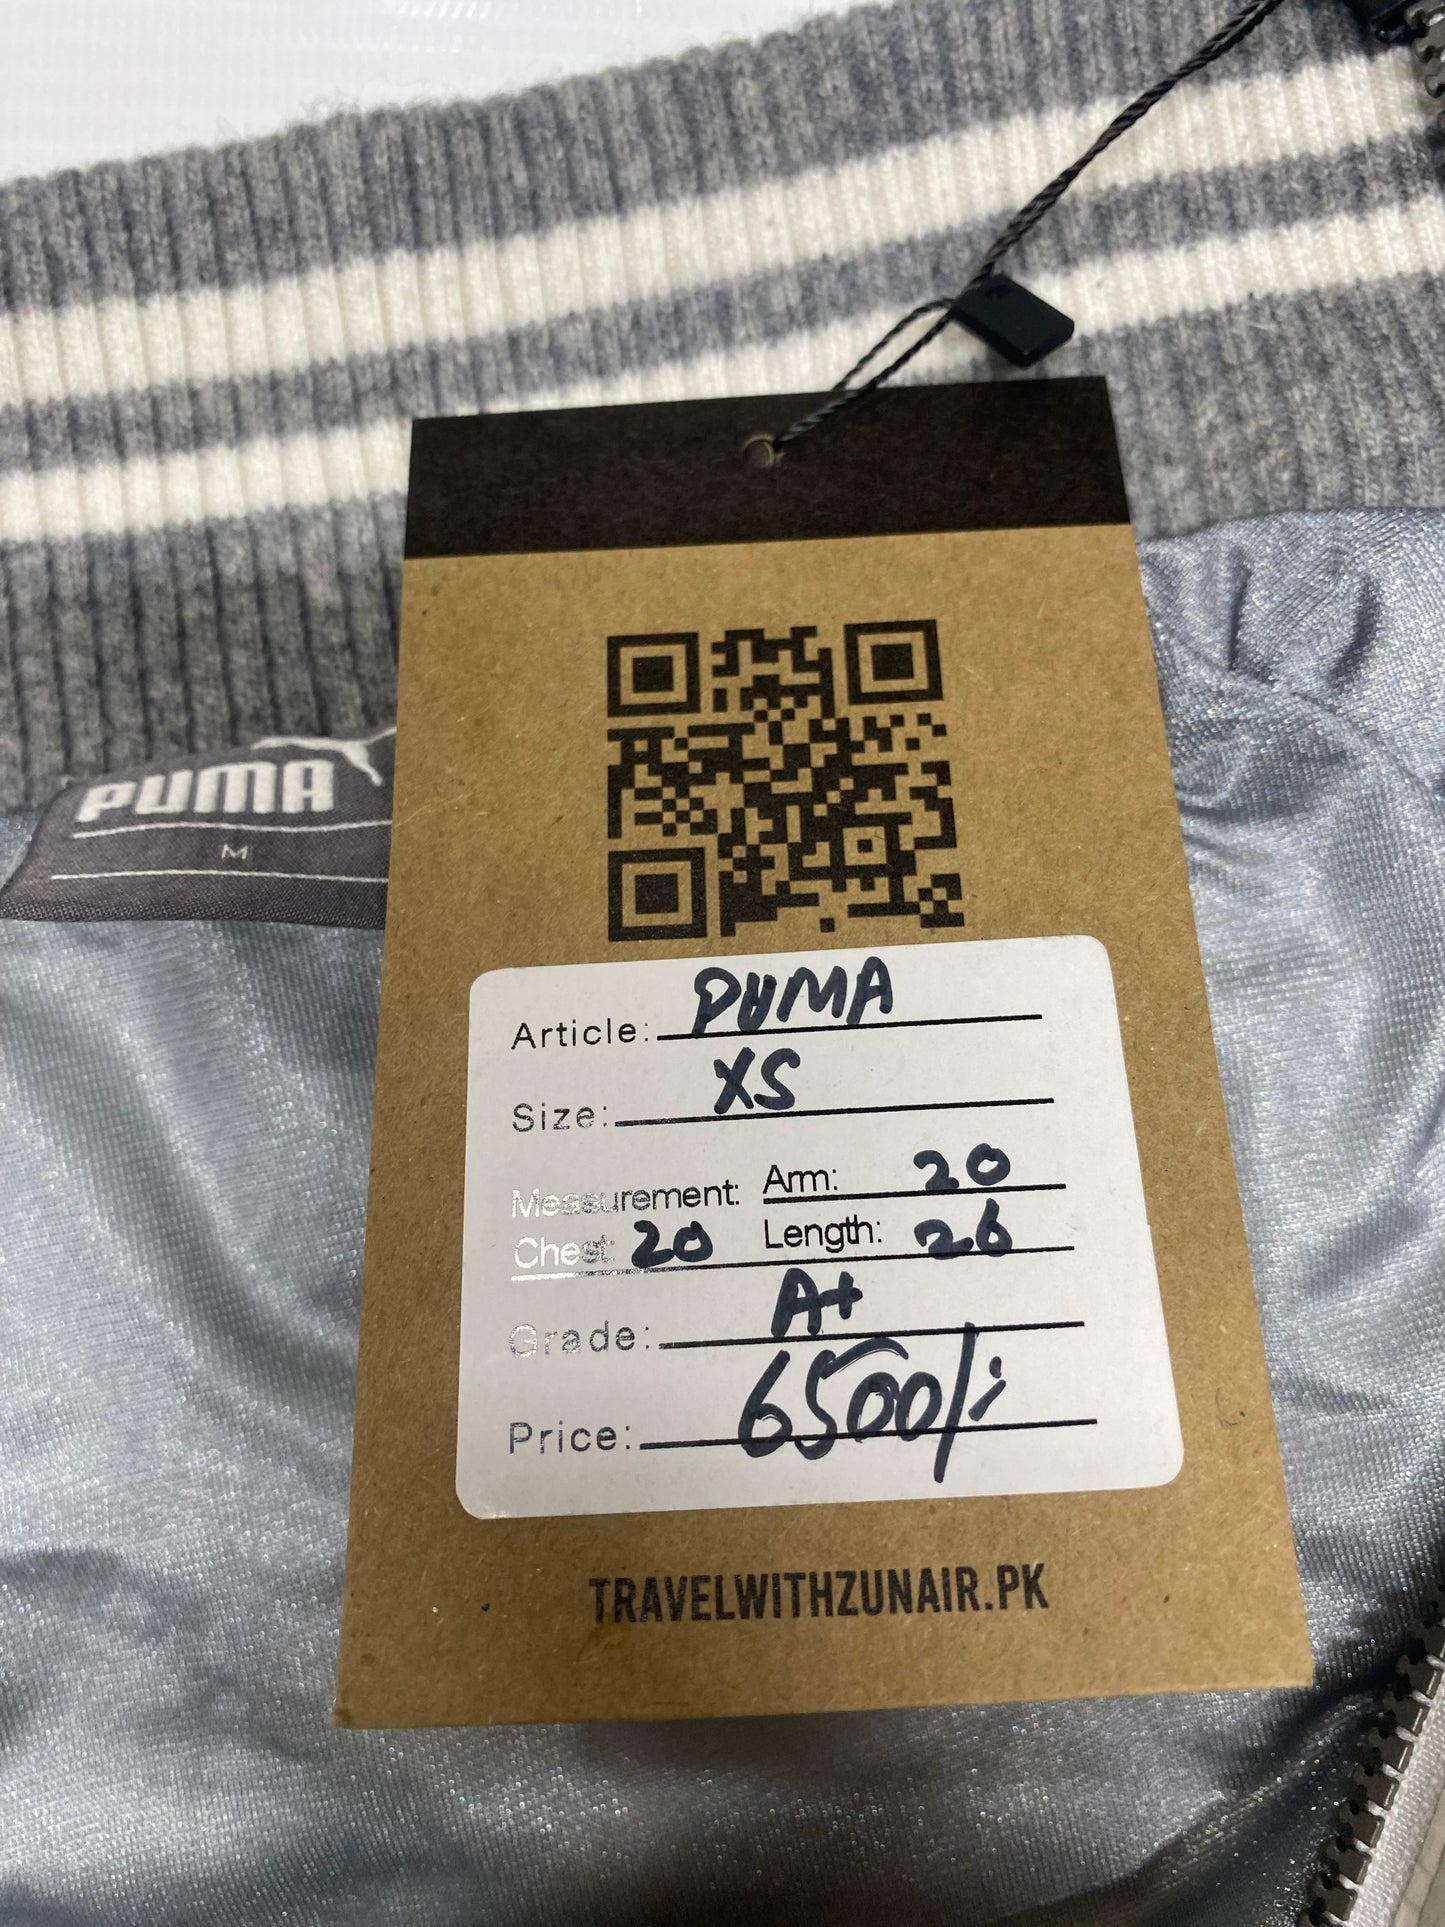 PUMA
M
Article: PUMA
Size: XS
Measurement: Arm: 20
Chest: 20 Length: 26
Grade: A+
Price: 6500/-
TRAVELWITHZUNAIR.PK